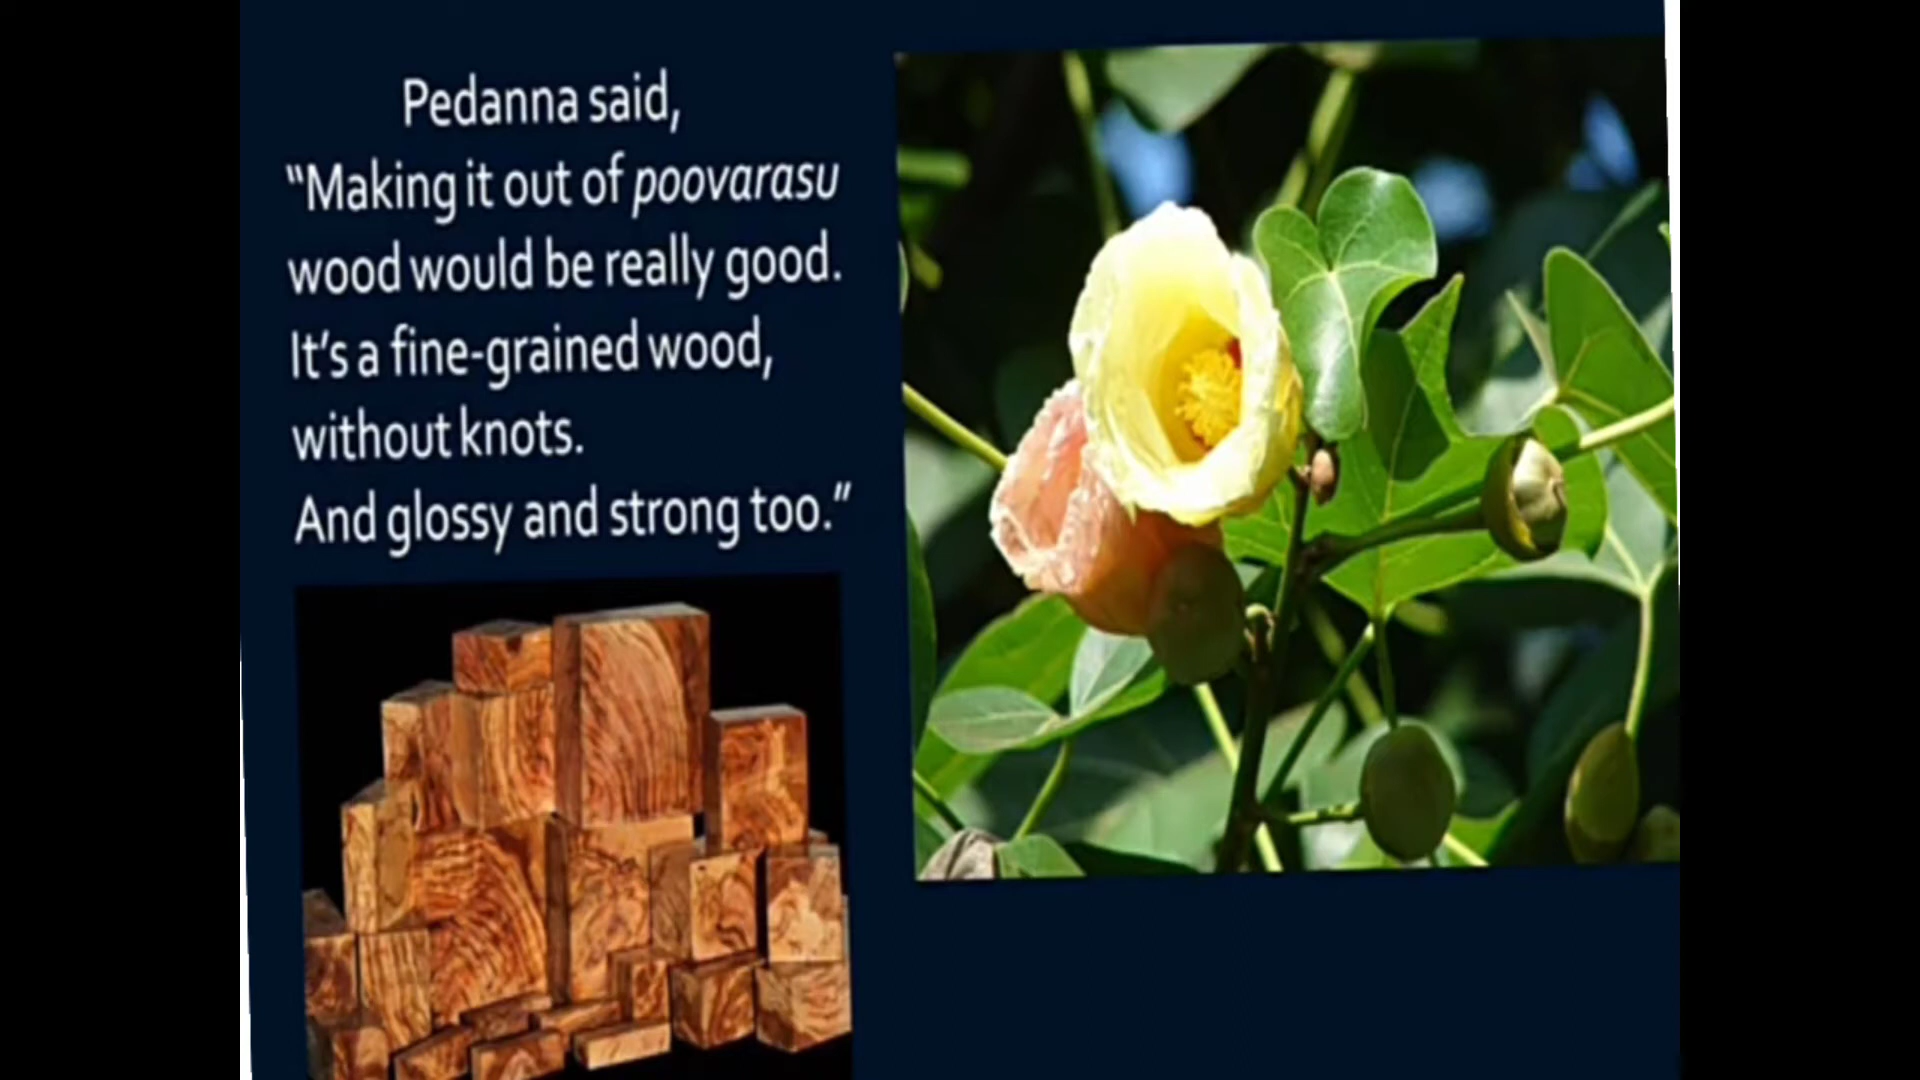 Pedanna said,
“Making it out of poovarasu
wood would be really good.
It’s a fine-grained wood,
without knots.
And glossy and strong too.”